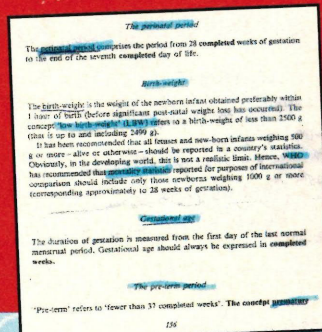 The perinatal period
The perinatal period comprises the period from 28 completed weeks of gestation
to the end of the seventh completed day of life.
Birth-weight
The birth-weight is the weight of the newborn infant obtained preferably within
1 hour of birth (before significant post-natal weight loss has occurred). The
concept 'low birth-weight' (LBW) refers to a birth-weight of less than 2500 g
(that is up to and including 2499 g).
It has been recommended that all fetuses and new-born infants weighing 500
g or more - alive or otherwise - should be reported in a country's statistics.
Obviously, in the developing world, this is not a realistic limit. Hence, WHO
has recommended that mortality statistics reported for purposes of international
comparison should include only those newborns weighing 1000 g or more
(corresponding approximately to 28 weeks of gestation).
Gestational age
The duration of gestation is measured from the first day of the last normal
menstrual period. Gestational age should always be expressed in completed
weeks.
The pre-term period
'Pre-term' refers to 'fewer than 37 completed weeks'. The concept premature
156